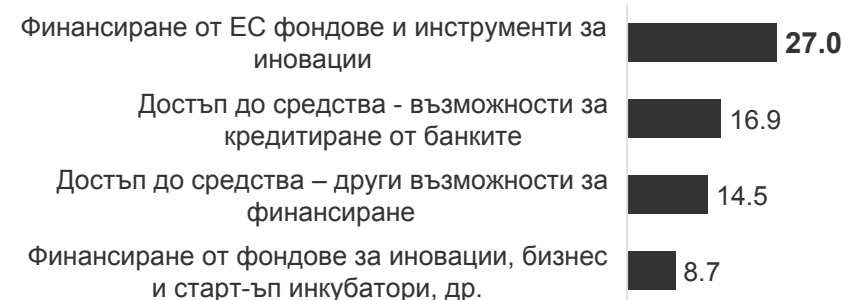 Финансиране от ЕС фондове и инструменти за
иновации
27.0
Достъп до средства - възможности за
кредитиране от банките
16.9
Достъп до средства – други възможности за
финансиране
14.5
Финансиране от фондове за иновации, бизнес
и старт-ъп инкубатори, др.
8.7